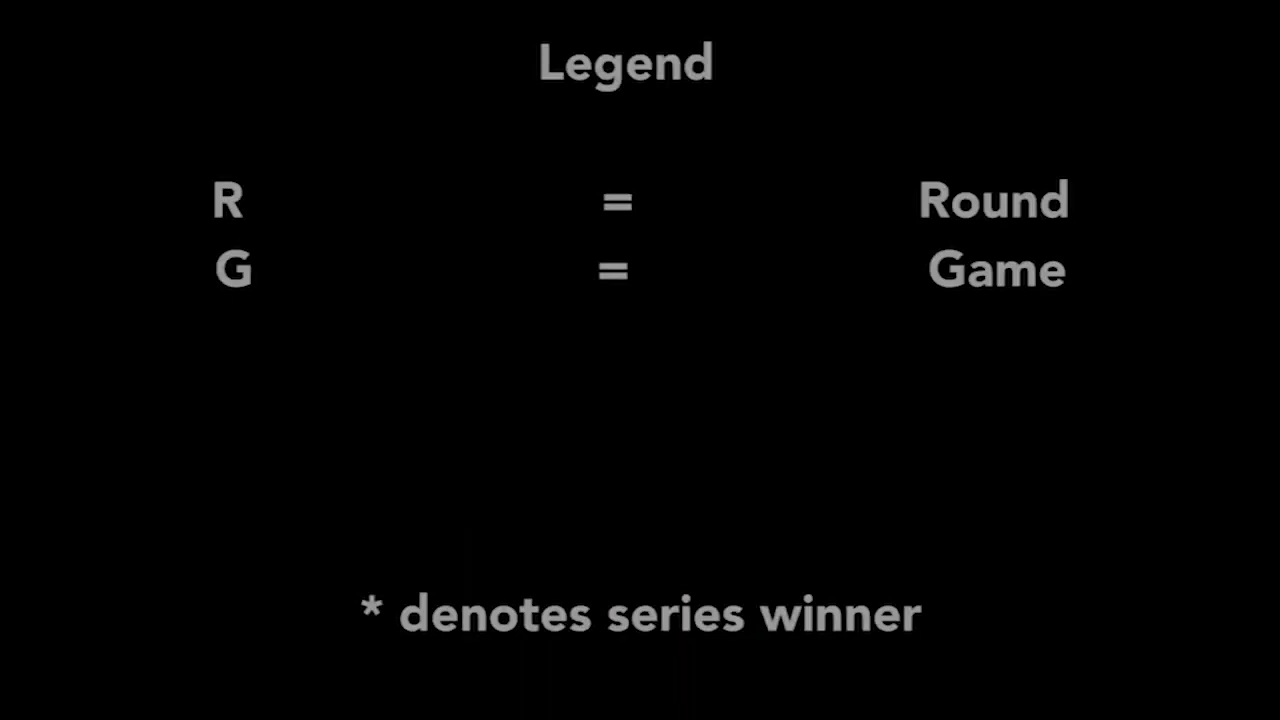 Legend
R = Round
G = Game
* denotes series winner